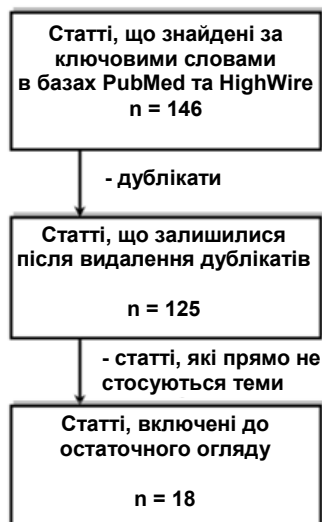 Статті, що знайдені за
ключовими словами
в базах PubMed та HighWire
n = 146
- дублікати
Статті, що залишилися
після видалення дублікатів
n = 125
- статті, які прямо не
стосуються теми
Статті, включені до
остаточного огляду
n = 18